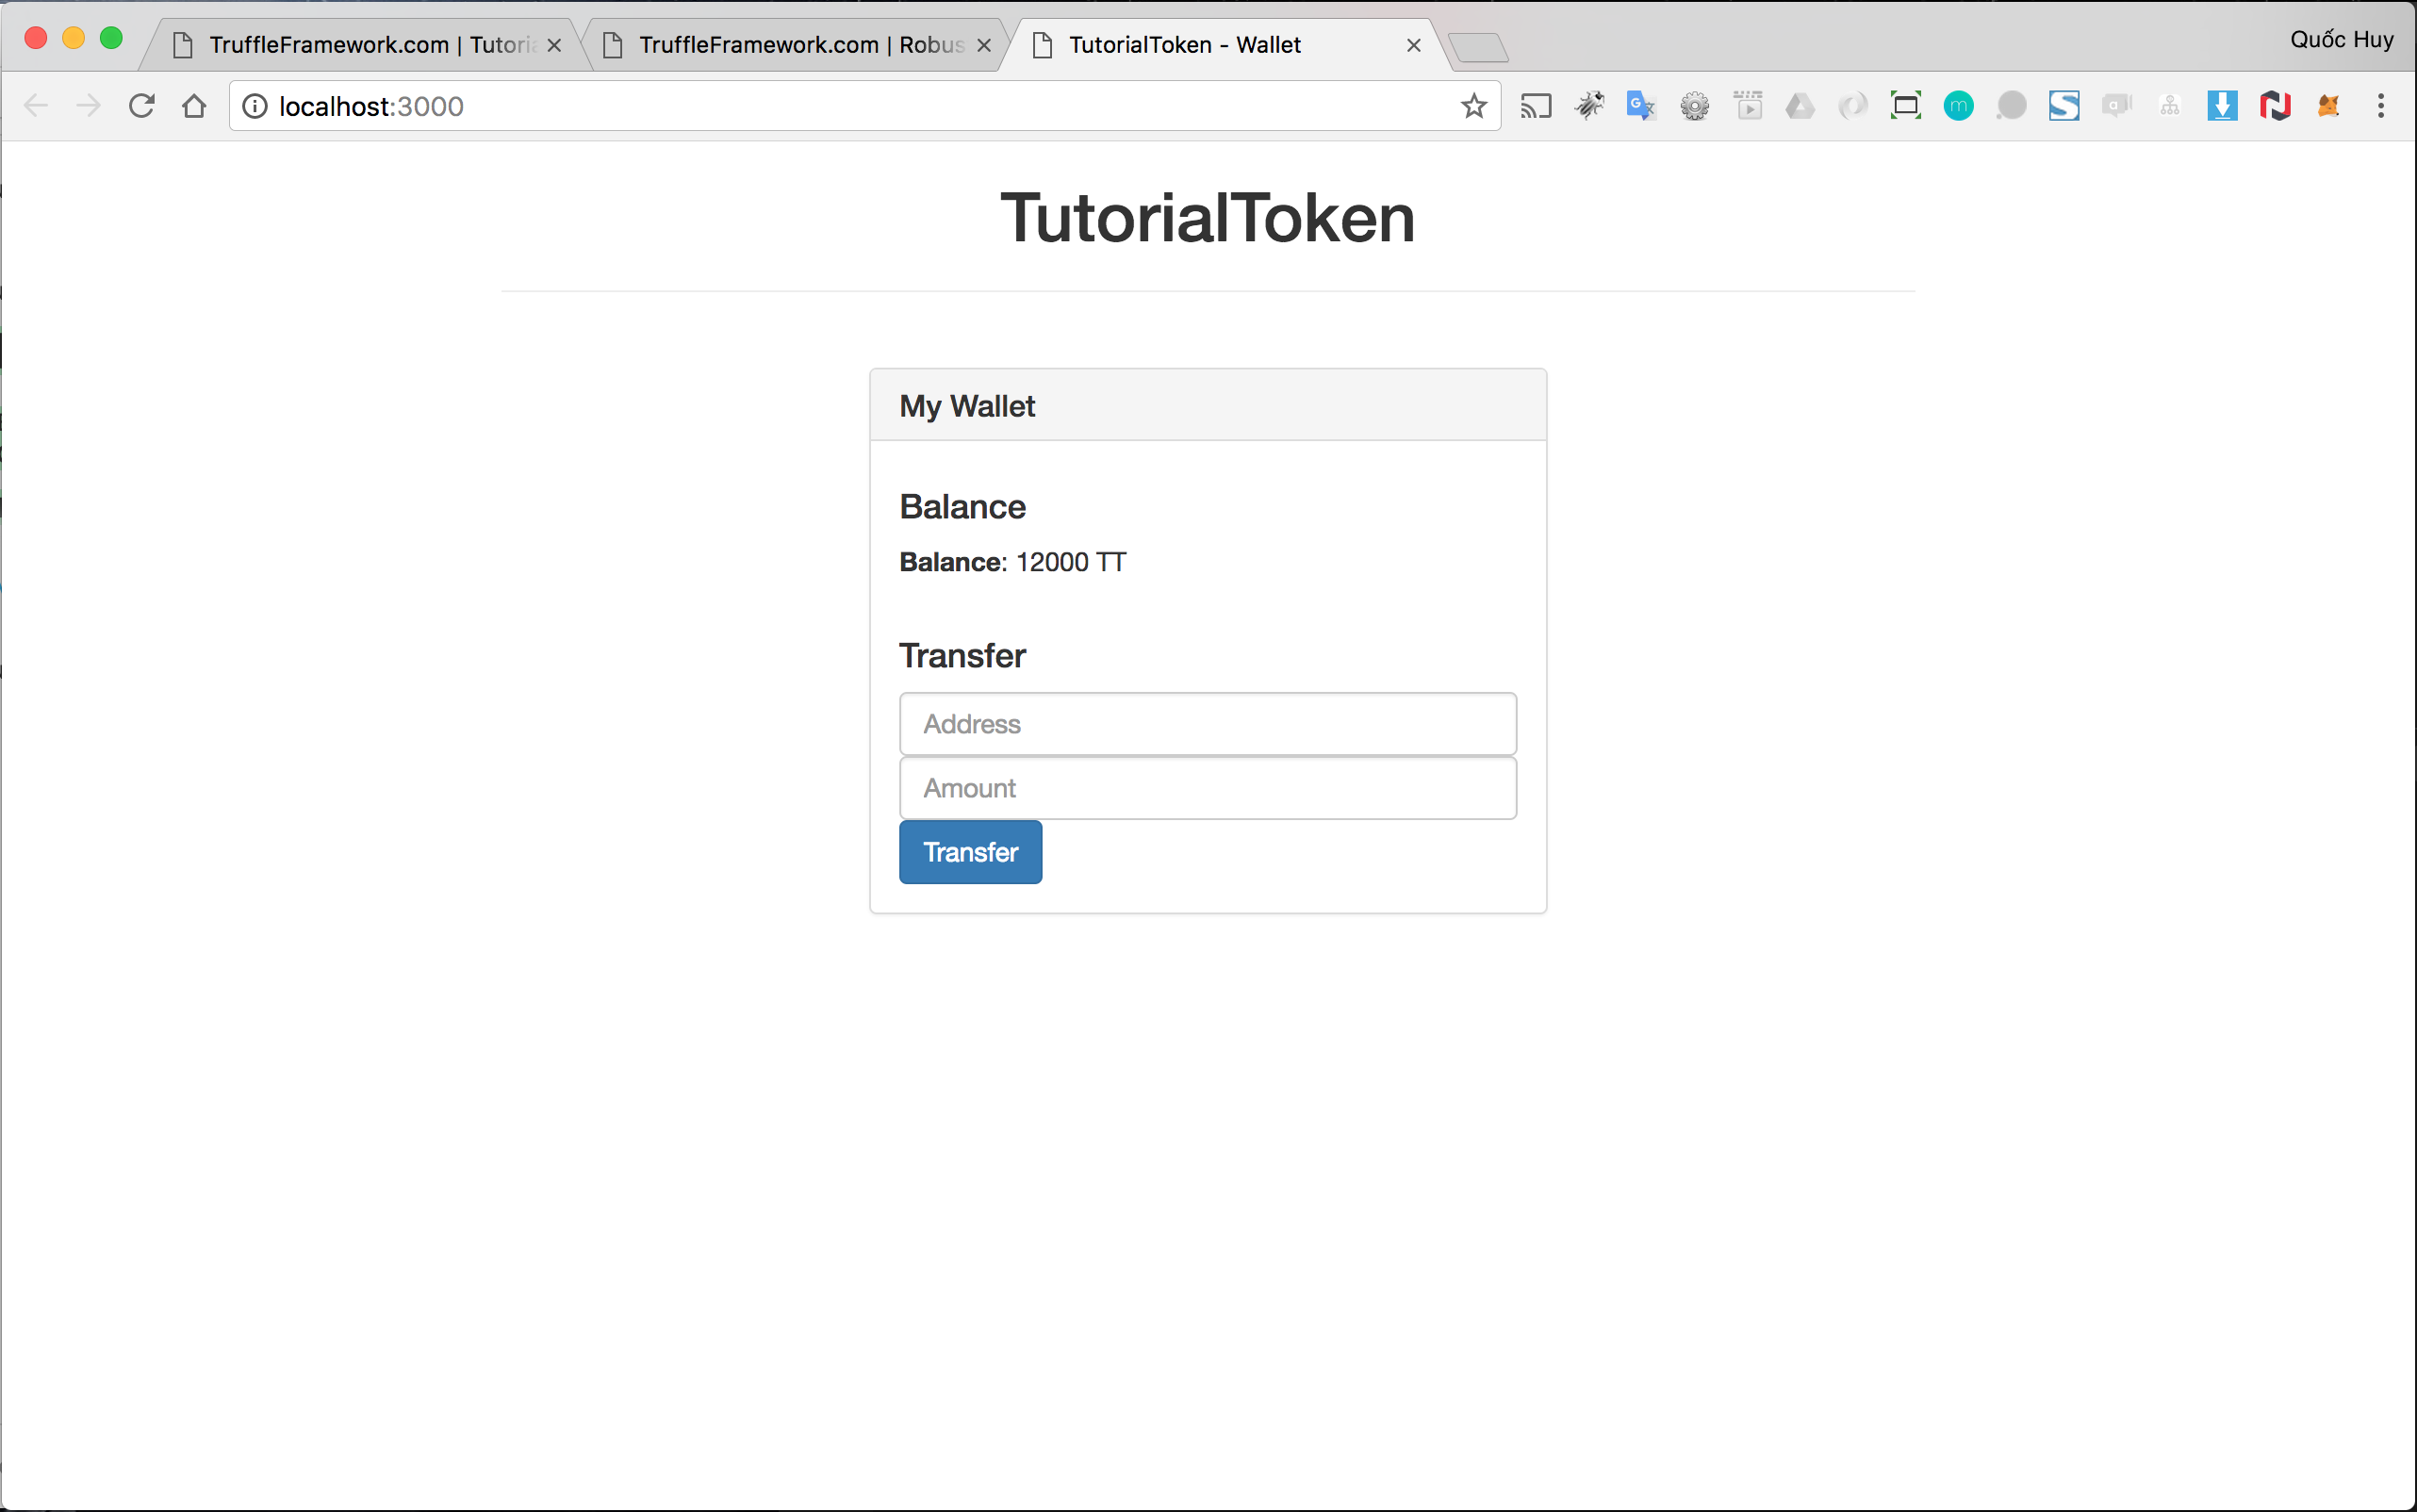 TruffleFramework.com | Tutoria
TruffleFramework.com | Robus
TutorialToken - Wallet
Quốc Huy
localhost:3000
TutorialToken
My Wallet
Balance
Balance: 12000 TT
Transfer
Address
Amount
Transfer